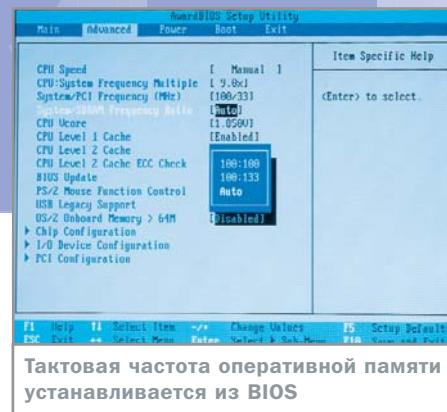 AwardBIOS Setup Utility
Main Advanced Power Boot Exit
Item Specific Help
CPU Speed [ Manual ]
<Enter> to select.
CPU:System Frequency Multiple [ 9.0x]
System/PCI Frequency (MHz) [100/33]
System/SDRAM Frequency Ratio [Auto]
CPU Vcore [1.050V]
CPU Level 1 Cache [Enabled]
CPU Level 2 Cache
CPU Level 2 Cache ECC Check
BIOS Update
PS/2 Mouse Function Control
USB Legacy Support
OS/2 Onboard Memory > 64M [Disabled]
100:100
100:133
Auto
Chip Configuration
I/O Device Configuration
PCI Configuration
F1 Help ↑↓ Select Item -/+ Change Values F5 Setup Default
ESC Exit ↔ Select Menu Enter Select ▶ Sub-Menu F10 Save and Exit
Тактовая частота оперативной памяти
устанавливается из BIOS